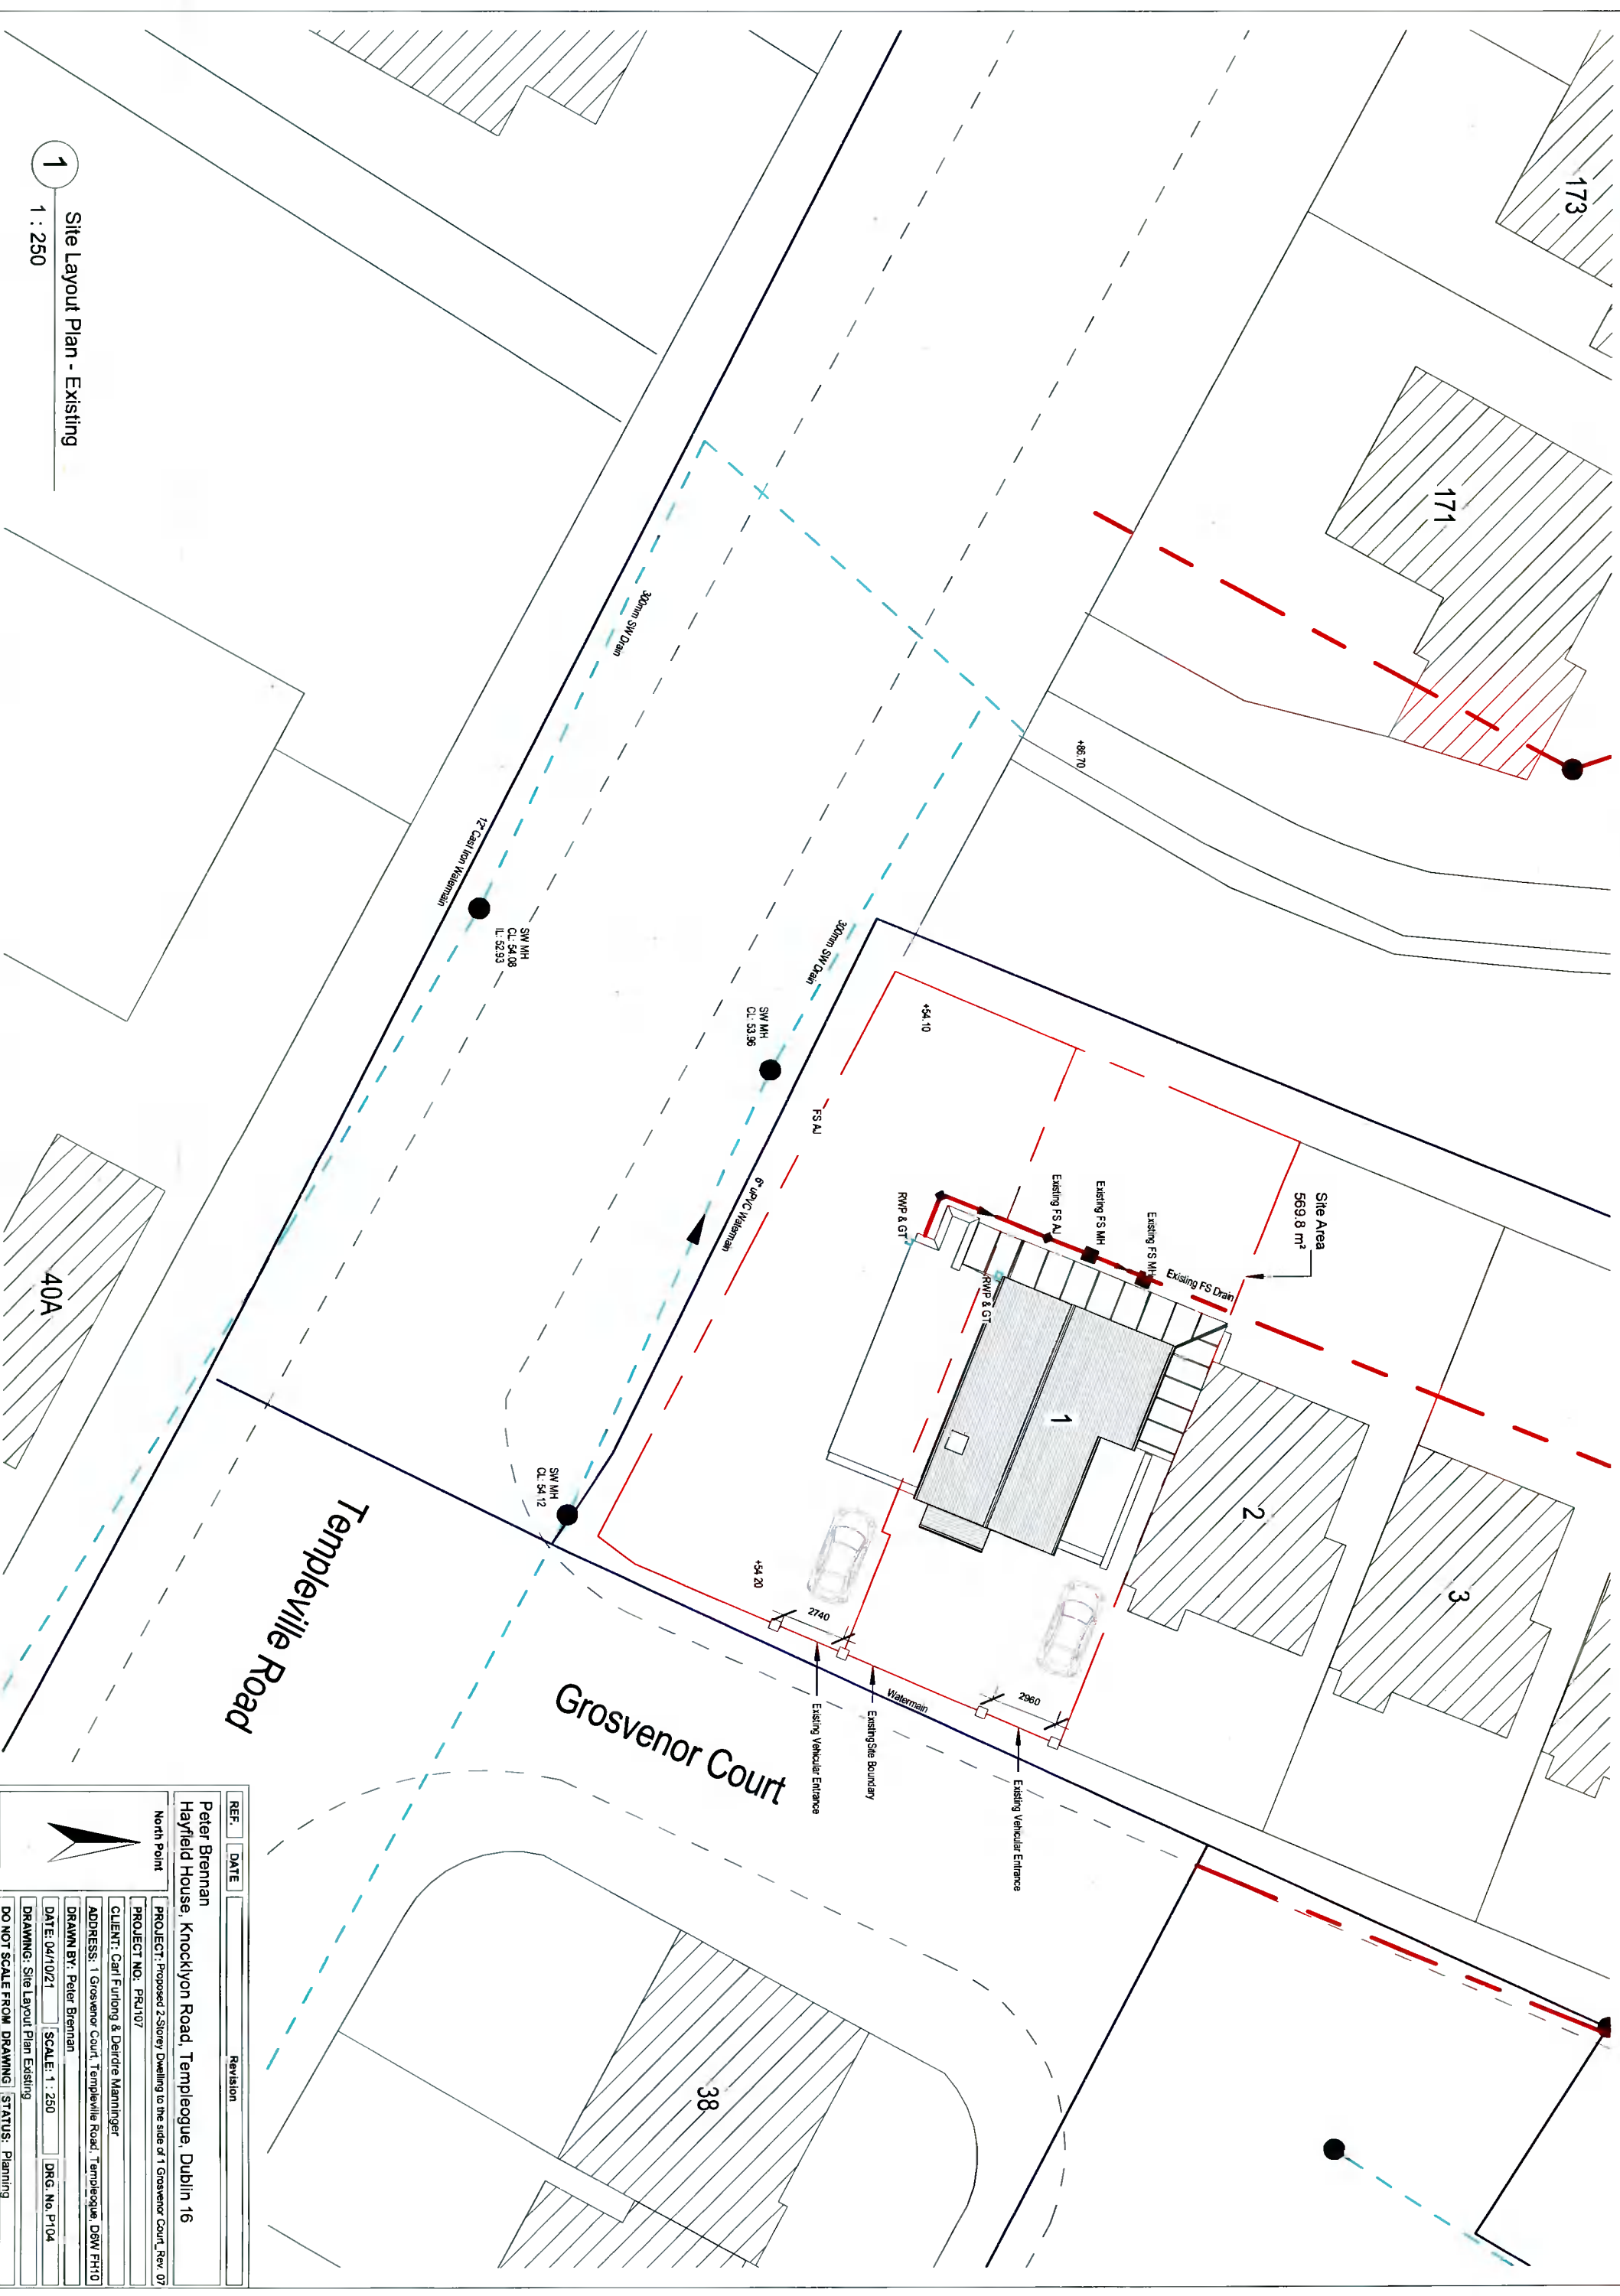 173
171
+86.70
Site Area
569.8 m²
+54.10
300mm SW Drain
300mm SW Drain
12" Cast Iron Watermain
SW MH
CL: 54.08
IL: 52.93
SW MH
CL: 53.96
FS AJ
6" uPVC Watermain
RWP & GT
Existing FS AJ
Existing FS MH
Existing FS MH
Existing FS Drain
RWP & GT
1
2
3
SW MH
CL: 54.12
+54.20
2740
2960
Watermain
Existing Vehicular Entrance
Existing Site Boundary
Existing Vehicular Entrance
40A
Templeville Road
Grosvenor Court
38
1
Site Layout Plan - Existing
1 : 250
REF.
DATE
Revision
Peter Brennan
Hayfield House, Knocklyon Road, Templeogue, Dublin 16
North Point
PROJECT: Proposed 2-Storey Dwelling to the side of 1 Grosvenor Court_Rev. 07
PROJECT NO: PRJ107
CLIENT: Carl Furlong & Deirdre Manninger
ADDRESS: 1 Grosvenor Court, Templeville Road, Templeogue, D6W FH10
DRAWN BY: Peter Brennan
DATE: 04/10/21
SCALE: 1 : 250
DRG. No. P104
DRAWING: Site Layout Plan Existing
DO NOT SCALE FROM DRAWING
STATUS: Planning